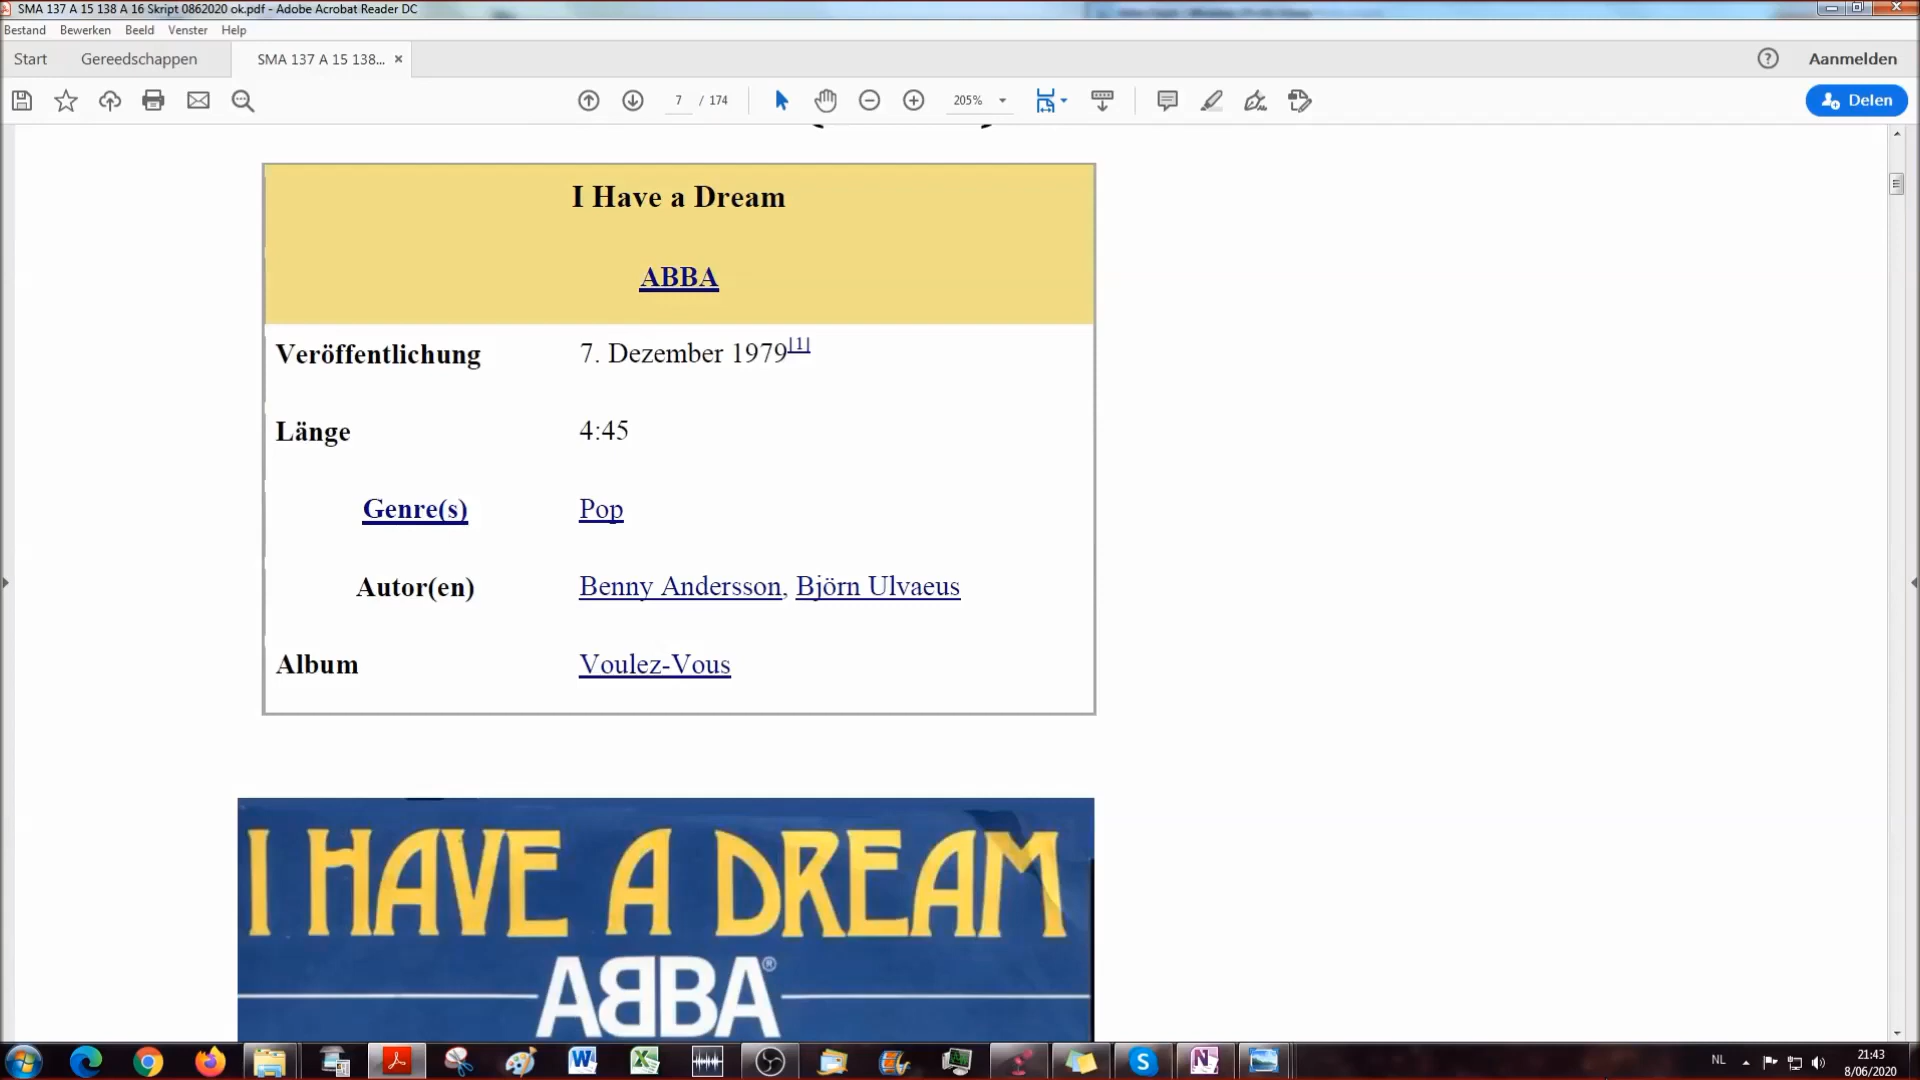 SMA 137 A 15 138 A 16 Skript 0862020 ok.pdf - Adobe Acrobat Reader DC
Bestand Bewerken Beeld Venster Help
Start Gereedschappen SMA 137 A 15 138... × Aanmelden
7 / 174 205% Delen
I Have a Dream
ABBA
Veröffentlichung 7. Dezember 1979[1]
Länge 4:45
Genre(s) Pop
Autor(en) Benny Andersson, Björn Ulvaeus
Album Voulez-Vous
I HAVE A DREAM
ABBA®
NL 21:43
8/06/2020